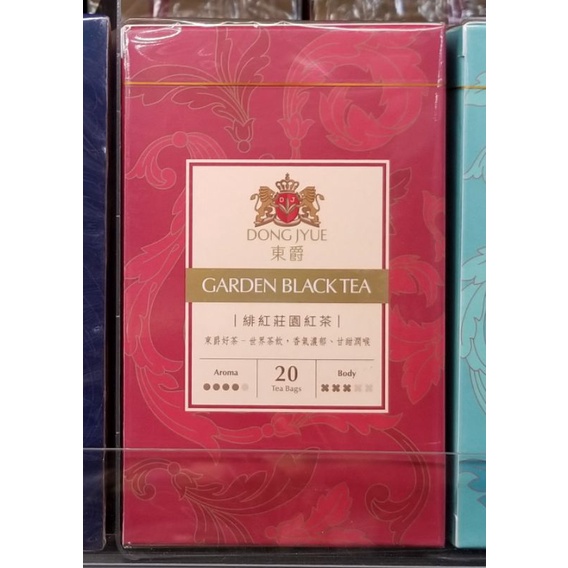 D J
DONG JYUE
東爵
GARDEN BLACK TEA
緋紅莊園紅茶
東爵好茶－世界茶飲，香氣濃郁、甘甜潤喉
Aroma
20
Tea Bags
Body